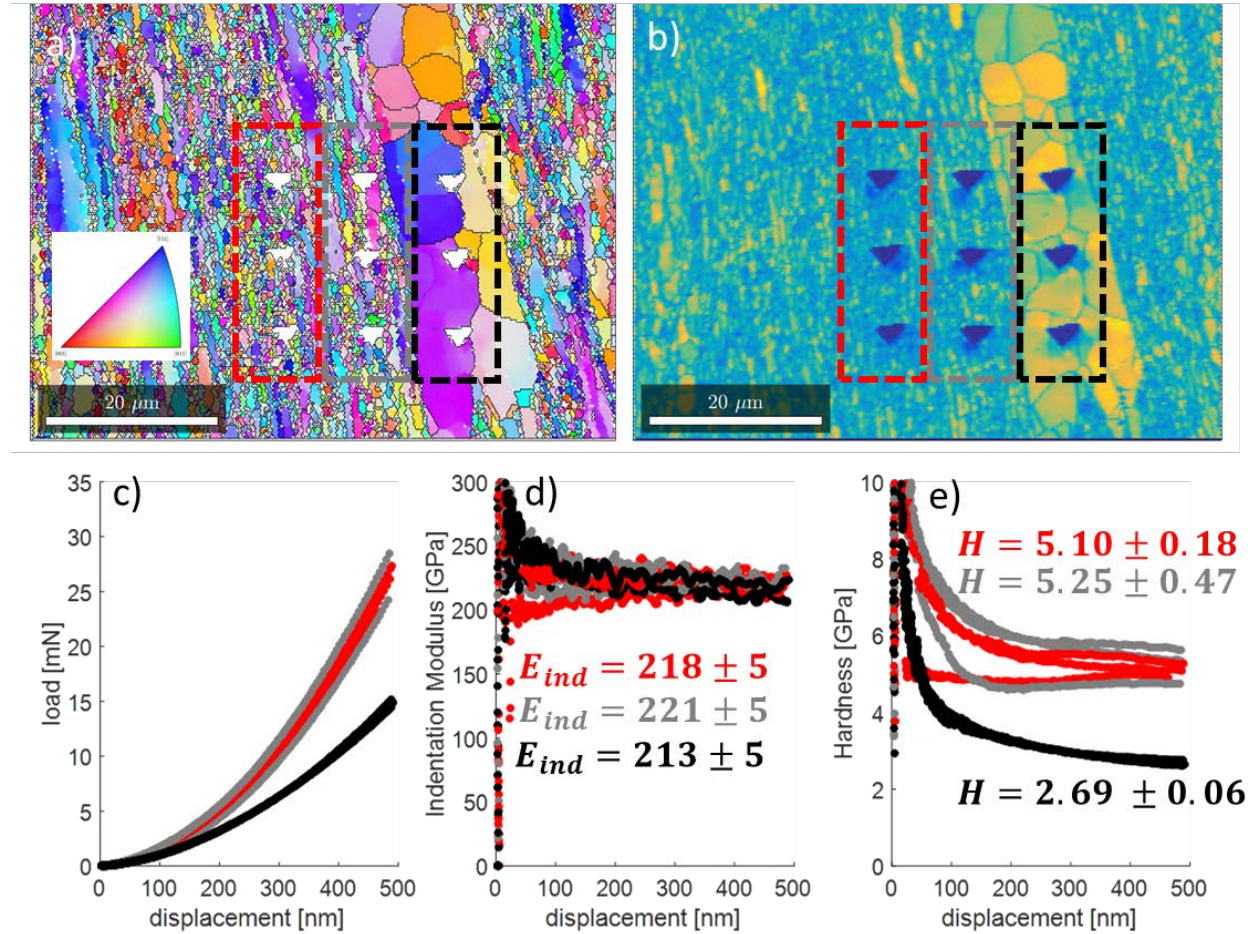 a)
b)
[111]
[001]
[011]
20 μm
20 μm
c)
35
30
25
20
15
10
5
0
load [mN]
0 100 200 300 400 500
displacement [nm]
d)
300
250
200
150
100
50
0
Indentation Modulus [GPa]
E_ind = 218 ± 5
E_ind = 221 ± 5
E_ind = 213 ± 5
0 100 200 300 400 500
displacement [nm]
e)
10
8
6
4
2
0
Hardness [GPa]
H = 5.10 ± 0.18
H = 5.25 ± 0.47
H = 2.69 ± 0.06
0 100 200 300 400 500
displacement [nm]